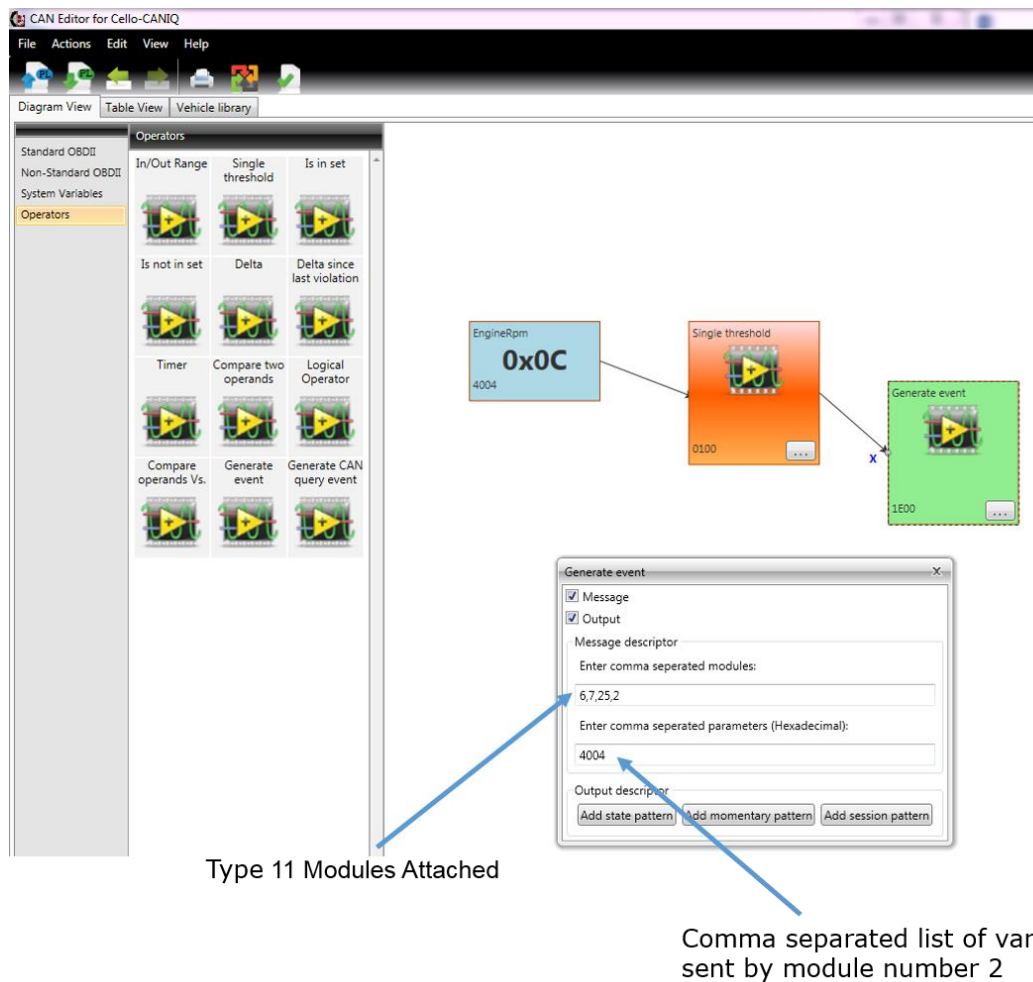 CAN Editor for Cello-CANIQ
File Actions Edit View Help
PL PL
Diagram View Table View Vehicle library
Standard OBDII
Non-Standard OBDII
System Variables
Operators
Operators
In/Out Range
Single
threshold
Is in set
Is not in set
Delta
Delta since
last violation
Timer
Compare two
operands
Logical
Operator
Compare
operands Vs.
Generate
event
Generate CAN
query event
EngineRpm
0x0C
4004
Single threshold
0100
...
Generate event
X
1E00
...
Generate event X
Message
Output
Message descriptor
Enter comma seperated modules:
6,7,25,2
Enter comma seperated parameters (Hexadecimal):
4004
Output descriptor
Add state pattern Add momentary pattern Add session pattern
Type 11 Modules Attached
Comma separated list of var
sent by module number 2